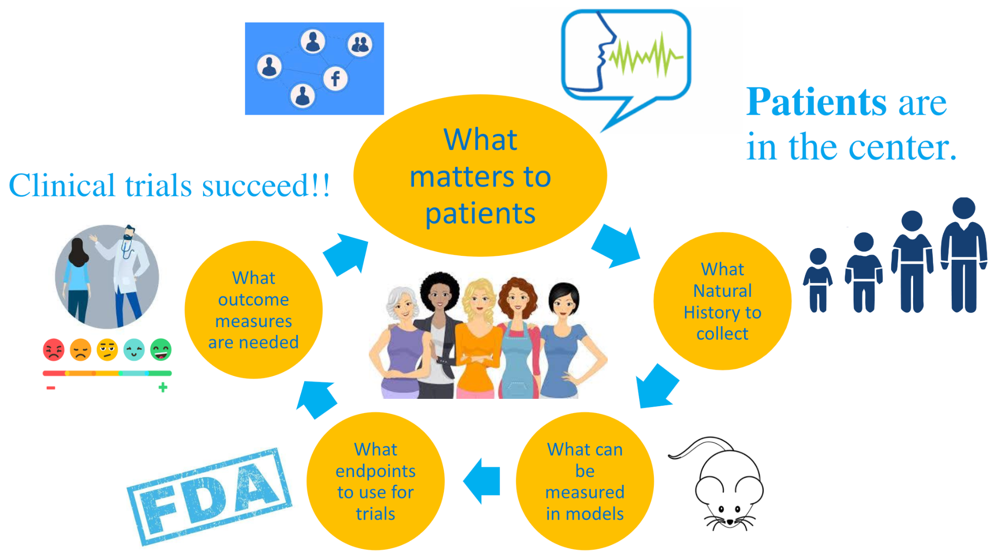 Patients are
in the center.
Clinical trials succeed!!
What
matters to
patients
What
Natural
History to
collect
What can
be
measured
in models
What
endpoints
to use for
trials
What
outcome
measures
are needed
FDA
f